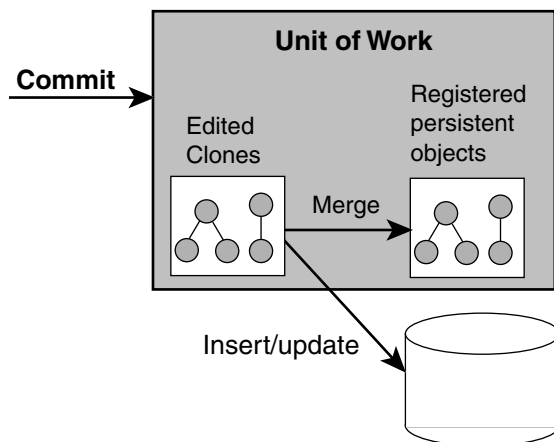 Unit of Work
Commit
Edited
Clones
Registered
persistent
objects
Merge
Insert/update